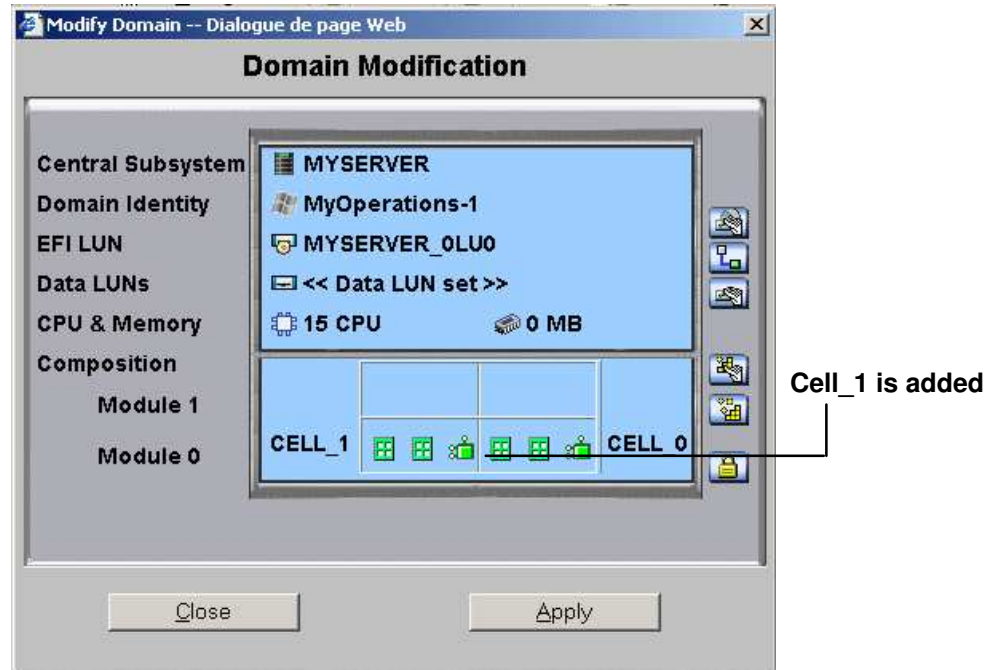 Modify Domain -- Dialogue de page Web
Domain Modification
Central Subsystem MYSERVER
Domain Identity MyOperations-1
EFI LUN MYSERVER_0LU0
Data LUNs << Data LUN set >>
CPU & Memory 15 CPU 0 MB
Composition
Module 1
Module 0 CELL_1 CELL_0
Cell_1 is added
Close Apply